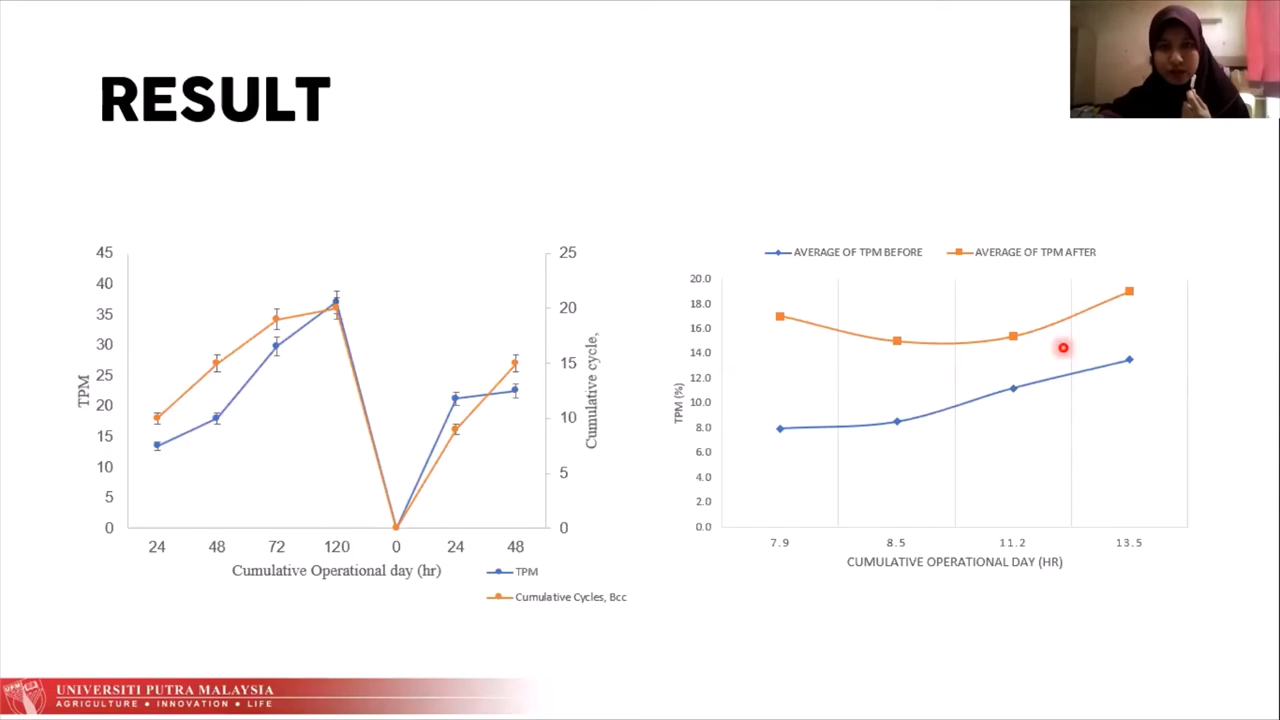 RESULT
45
40
35
30
25
20
15
10
5
0
TPM
25
20
15
10
5
0
Cumulative cycle,
24 48 72 120 0 24 48
Cumulative Operational day (hr)
TPM
Cumulative Cycles, Bcc
AVERAGE OF TPM BEFORE AVERAGE OF TPM AFTER
20.0
18.0
16.0
14.0
12.0
10.0
8.0
6.0
4.0
2.0
0.0
TPM (%)
7.9 8.5 11.2 13.5
CUMULATIVE OPERATIONAL DAY (HR)
UPM
UNIVERSITI PUTRA MALAYSIA
AGRICULTURE • INNOVATION • LIFE